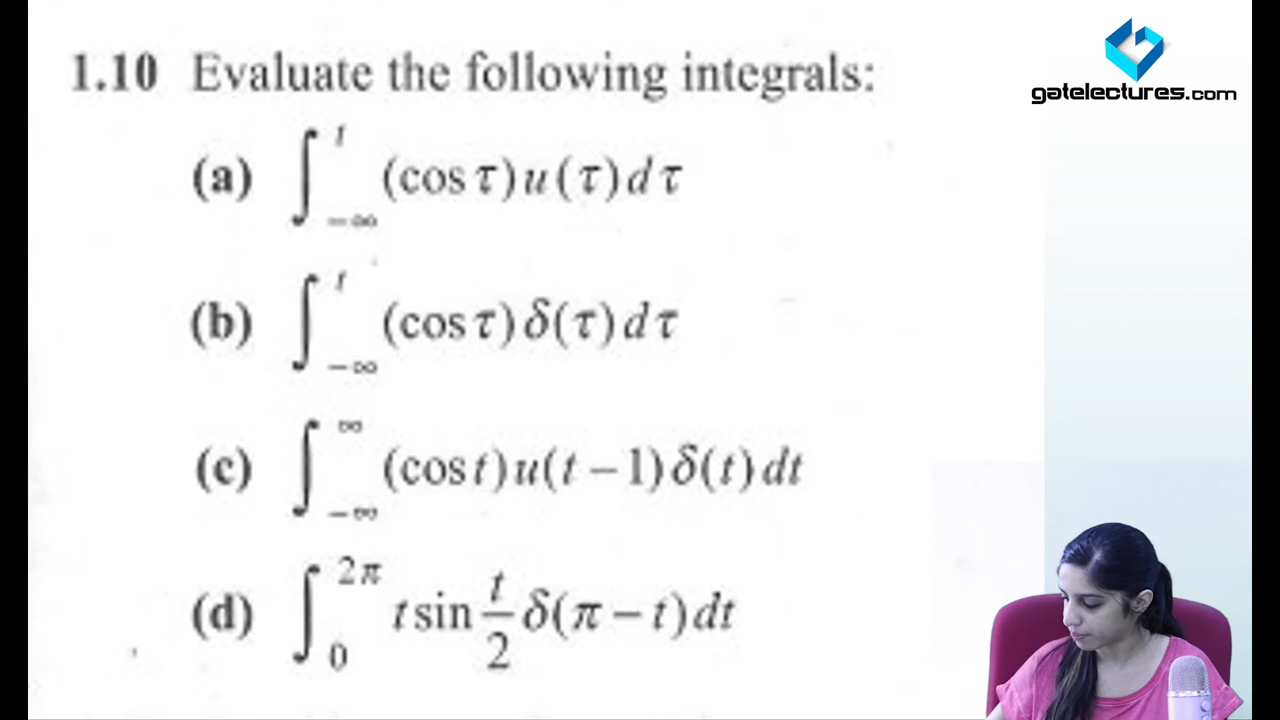 1.10 Evaluate the following integrals:
gatelectures.com
(a) ∫_{-∞}^{t} (cos τ) u(τ) dτ
(b) ∫_{-∞}^{t} (cos τ) δ(τ) dτ
(c) ∫_{-∞}^{∞} (cos t) u(t − 1) δ(t) dt
(d) ∫_{0}^{2π} t sin \frac{t}{2} δ(π − t) dt